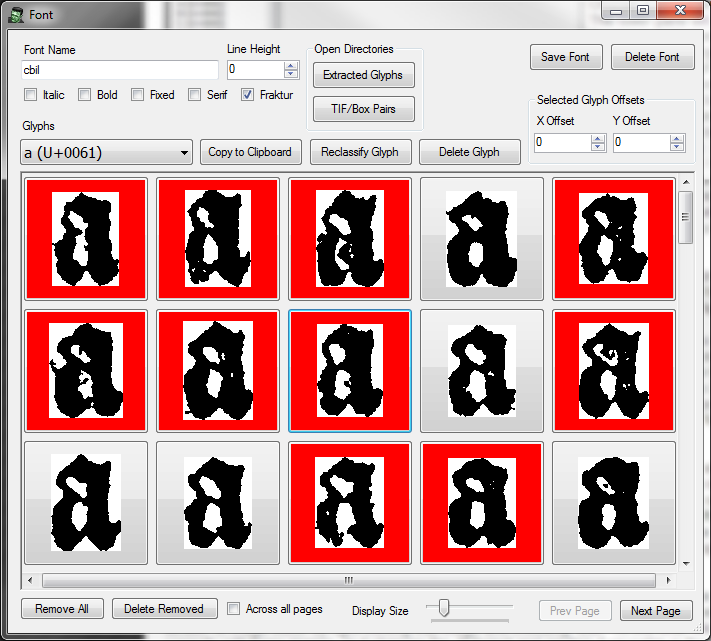 Font
Font Name
Line Height
Open Directories
cbil
0
Extracted Glyphs
Save Font
Delete Font
Italic
Bold
Fixed
Serif
Fraktur
TIF/Box Pairs
Selected Glyph Offsets
X Offset
Y Offset
0
0
Glyphs
a (U+0061)
Copy to Clipboard
Reclassify Glyph
Delete Glyph
a a a a a
a a a a a
a a a a a
Remove All
Delete Removed
Across all pages
Display Size
Prev Page
Next Page